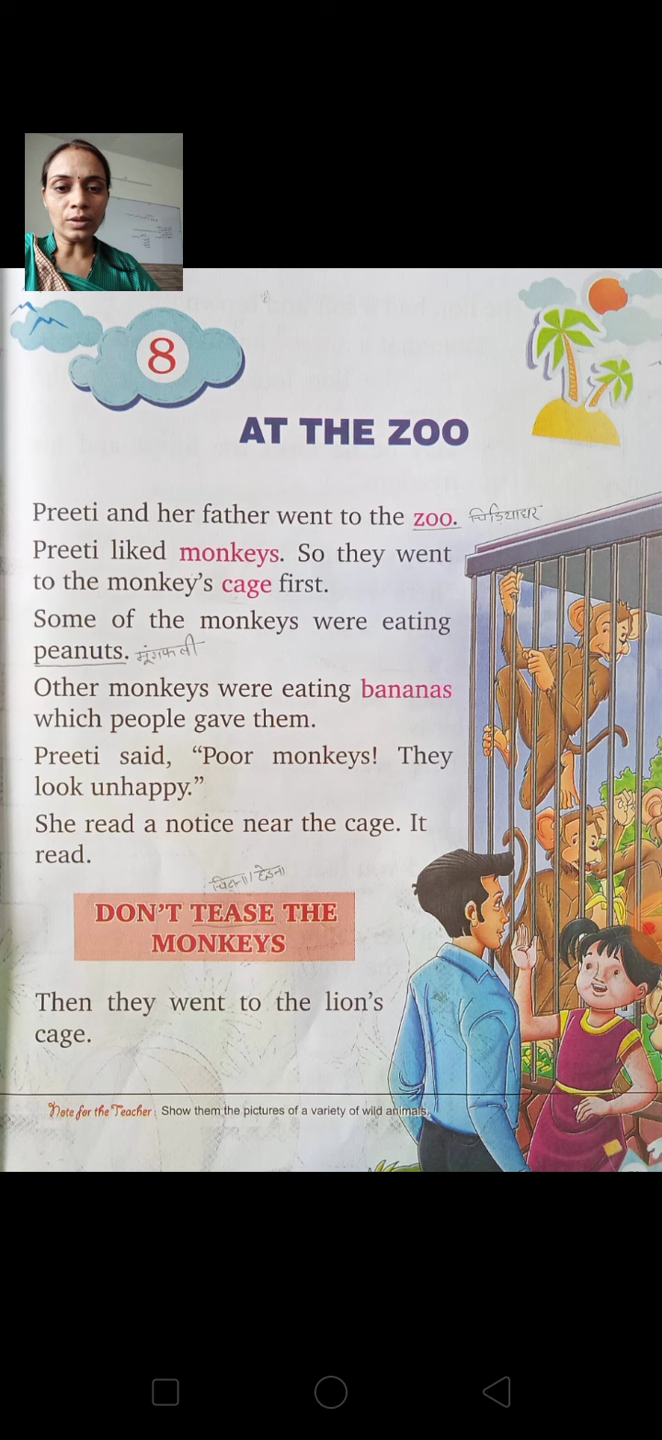 8
AT THE ZOO
Preeti and her father went to the zoo. चिडियाघर
Preeti liked monkeys. So they went
to the monkey's cage first.
Some of the monkeys were eating
peanuts. मूंगफली
Other monkeys were eating bananas
which people gave them.
Preeti said, “Poor monkeys! They
look unhappy.”
She read a notice near the cage. It
read.
DON'T TEASE THE
MONKEYS
Then they went to the lion's
cage.
Note for the Teacher : Show them the pictures of a variety of wild animals.